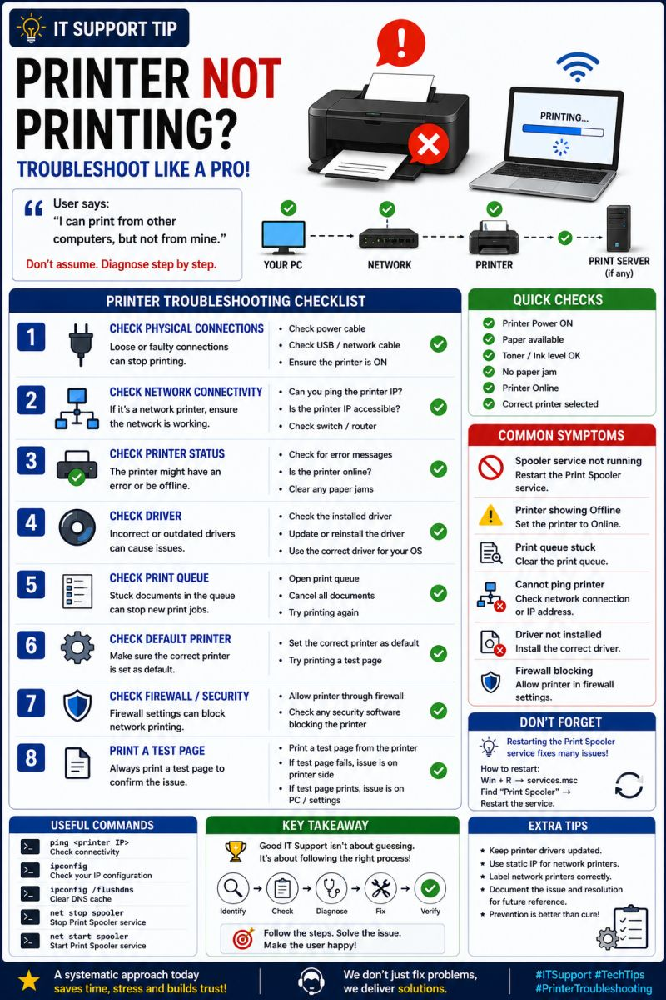 IT SUPPORT TIP
PRINTER NOT
PRINTING?
TROUBLESHOOT LIKE A PRO!
“ User says:
“I can print from other
computers, but not from mine.”
Don’t assume. Diagnose step by step.
!
PRINTING...
YOUR PC
NETWORK
PRINTER
PRINT SERVER
(if any)
PRINTER TROUBLESHOOTING CHECKLIST
1
CHECK PHYSICAL CONNECTIONS
Loose or faulty connections
can stop printing.
• Check power cable
• Check USB / network cable
• Ensure the printer is ON
2
CHECK NETWORK CONNECTIVITY
If it’s a network printer, ensure
the network is working.
• Can you ping the printer IP?
• Is the printer IP accessible?
• Check switch / router
3
CHECK PRINTER STATUS
The printer might have an
error or be offline.
• Check for error messages
• Is the printer online?
• Clear any paper jams
4
CHECK DRIVER
Incorrect or outdated drivers
can cause issues.
• Check the installed driver
• Update or reinstall the driver
• Use the correct driver for your OS
5
CHECK PRINT QUEUE
Stuck documents in the queue
can stop new print jobs.
• Open print queue
• Cancel all documents
• Try printing again
6
CHECK DEFAULT PRINTER
Make sure the correct printer
is set as default.
• Set the correct printer as default
• Try printing a test page
7
CHECK FIREWALL / SECURITY
Firewall settings can block
network printing.
• Allow printer through firewall
• Check any security software
blocking the printer
8
PRINT A TEST PAGE
Always print a test page to
confirm the issue.
• Print a test page from the printer
• If test page fails, issue is on
printer side
• If test page prints, issue is on
PC / settings
QUICK CHECKS
Printer Power ON
Paper available
Toner / Ink level OK
No paper jam
Printer Online
Correct printer selected
COMMON SYMPTOMS
Spooler service not running
Restart the Print Spooler
service.
Printer showing Offline
Set the printer to Online.
Print queue stuck
Clear the print queue.
Cannot ping printer
Check network connection
or IP address.
Driver not installed
Install the correct driver.
Firewall blocking
Allow printer in firewall
settings.
DON’T FORGET
Restarting the Print Spooler
service fixes many issues!
How to restart:
Win + R → services.msc
Find “Print Spooler” →
Restart the service.
USEFUL COMMANDS
ping <printer IP>
Check connectivity
ipconfig
Check your IP configuration
ipconfig /flushdns
Clear DNS cache
net stop spooler
Stop Print Spooler service
net start spooler
Start Print Spooler service
KEY TAKEAWAY
Good IT Support isn’t about guessing.
It’s about following the right process!
Identify → Check → Diagnose → Fix → Verify
Follow the steps. Solve the issue.
Make the user happy!
EXTRA TIPS
★ Keep printer drivers updated.
★ Use static IP for network printers.
★ Label network printers correctly.
★ Document the issue and resolution
for future reference.
★ Prevention is better than cure!
A systematic approach today
saves time, stress and builds trust!
We don’t just fix problems,
we deliver solutions.
#ITSupport #TechTips
#PrinterTroubleshooting